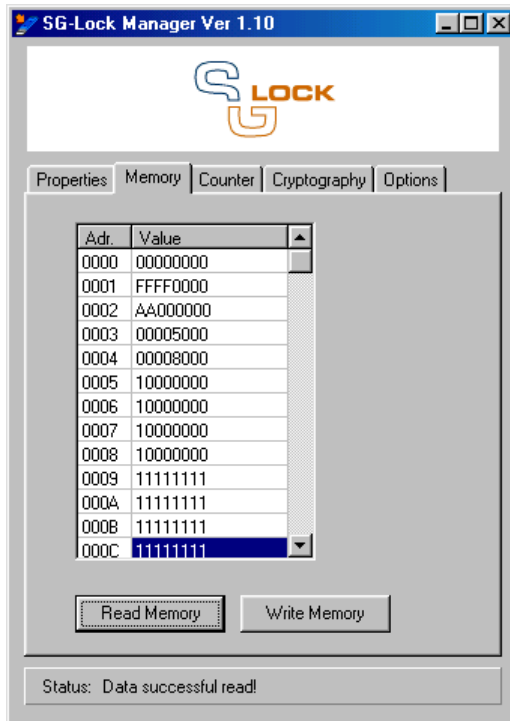 SG-Lock Manager Ver 1.10
SG LOCK
Properties Memory Counter Cryptography Options
Adr. Value
0000 00000000
0001 FFFF0000
0002 AA000000
0003 00005000
0004 00008000
0005 10000000
0006 10000000
0007 10000000
0008 10000000
0009 11111111
000A 11111111
000B 11111111
000C 11111111
Read Memory Write Memory
Status: Data successful read!